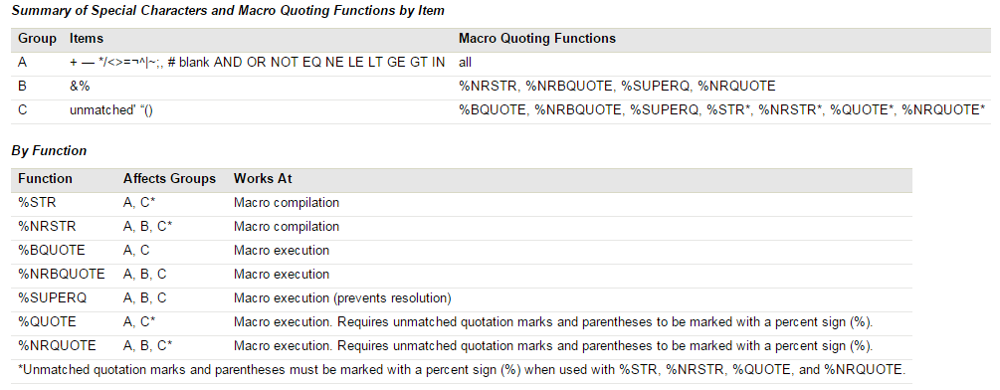 Summary of Special Characters and Macro Quoting Functions by Item
Group Items Macro Quoting Functions
A + — */<>=¬^|~;, # blank AND OR NOT EQ NE LE LT GE GT IN all
B &% %NRSTR, %NRBQUOTE, %SUPERQ, %NRQUOTE
C unmatched' “() %BQUOTE, %NRBQUOTE, %SUPERQ, %STR*, %NRSTR*, %QUOTE*, %NRQUOTE*
By Function
Function Affects Groups Works At
%STR A, C* Macro compilation
%NRSTR A, B, C* Macro compilation
%BQUOTE A, C Macro execution
%NRBQUOTE A, B, C Macro execution
%SUPERQ A, B, C Macro execution (prevents resolution)
%QUOTE A, C* Macro execution. Requires unmatched quotation marks and parentheses to be marked with a percent sign (%).
%NRQUOTE A, B, C* Macro execution. Requires unmatched quotation marks and parentheses to be marked with a percent sign (%).
*Unmatched quotation marks and parentheses must be marked with a percent sign (%) when used with %STR, %NRSTR, %QUOTE, and %NRQUOTE.